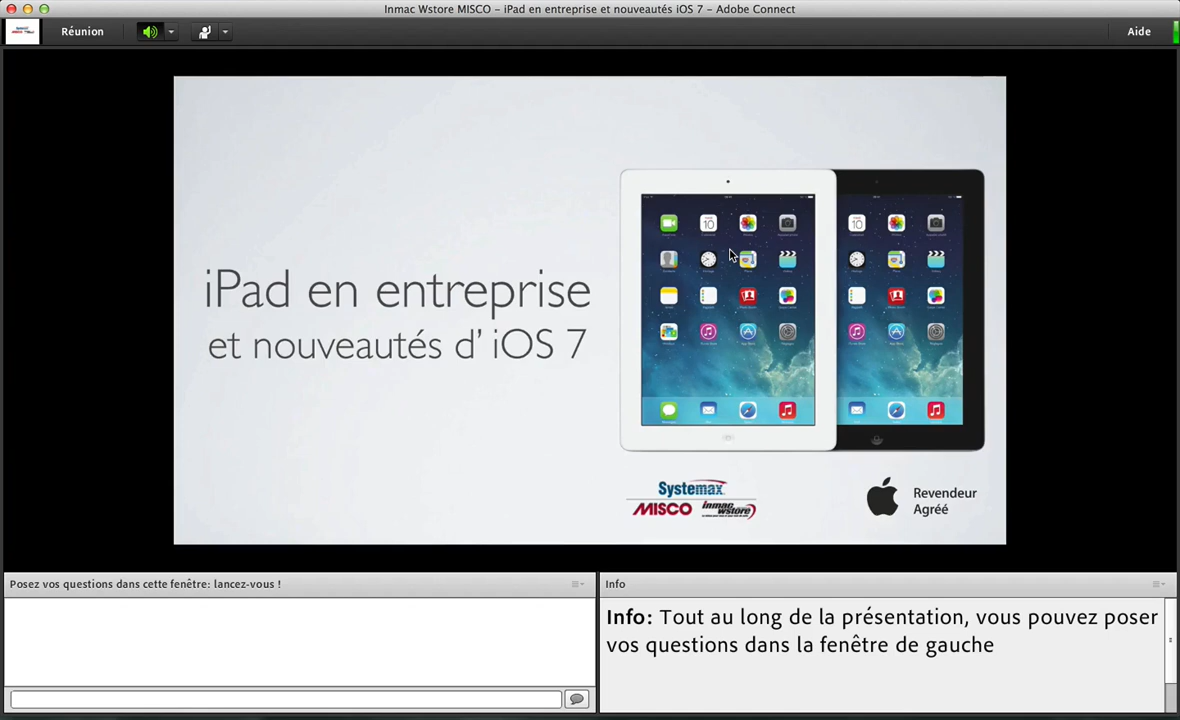 Inmac Wstore MISCO – iPad en entreprise et nouveautés iOS 7 - Adobe Connect
Réunion
Aide
iPad en entreprise
et nouveautés d' iOS 7
10
10
Systemax
MISCO inmac wstore
Revendeur
Agréé
Posez vos questions dans cette fenêtre: lancez-vous !
Info
Info: Tout au long de la présentation, vous pouvez poser
vos questions dans la fenêtre de gauche